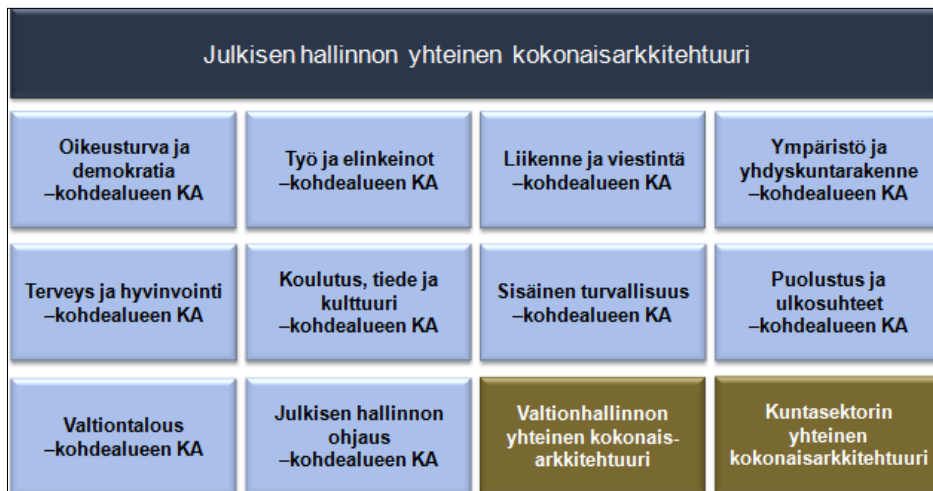 Julkisen hallinnon yhteinen kokonaisarkkitehtuuri
Oikeusturva ja
demokratia
–kohdealueen KA
Työ ja elinkeinot
–kohdealueen KA
Liikenne ja viestintä
–kohdealueen KA
Ympäristö ja
yhdyskuntarakenne
–kohdealueen KA
Terveys ja hyvinvointi
–kohdealueen KA
Koulutus, tiede ja
kulttuuri
–kohdealueen KA
Sisäinen turvallisuus
–kohdealueen KA
Puolustus ja
ulkosuhteet
–kohdealueen KA
Valtiontalous
–kohdealueen KA
Julkisen hallinnon
ohjaus
–kohdealueen KA
Valtionhallinnon
yhteinen kokonais-
arkkitehtuuri
Kuntasektorin
yhteinen
kokonaisarkkitehtuuri